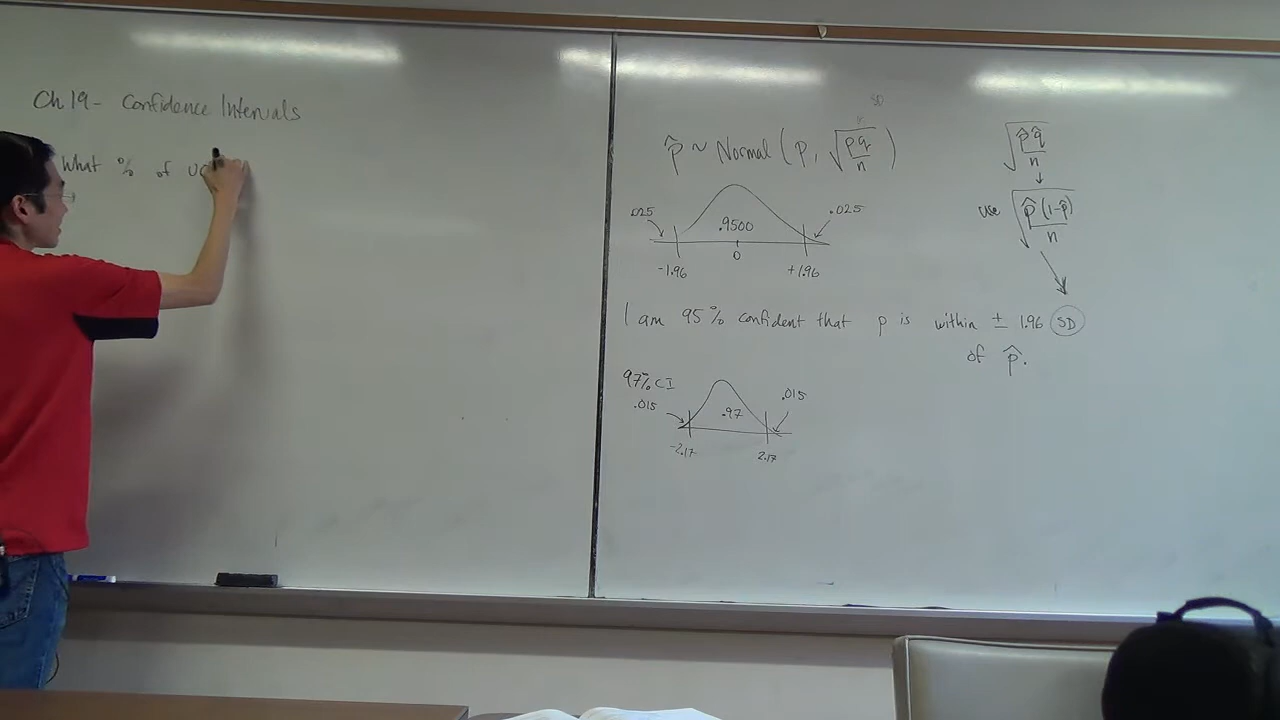 Ch 19 - Confidence Intervals
What % of
SD
p̂ ~ Normal (p, √(pq/n))
.025 .9500 .025
-1.96 0 +1.96
√(p̂q̂/n)
use √(p̂(1-p̂)/n)
I am 95% confident that p is within ± 1.96 SD
of p̂.
97% CI
.015 .97 .015
-2.17 2.17